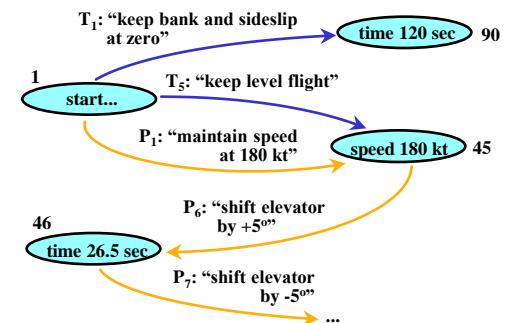 T₁: “keep bank and sideslip
at zero”
time 120 sec
90
1
start...
T₅: “keep level flight”
P₁: “maintain speed
at 180 kt”
speed 180 kt
45
P₆: “shift elevator
by +5º”
46
time 26.5 sec
P₇: “shift elevator
by -5º”
...